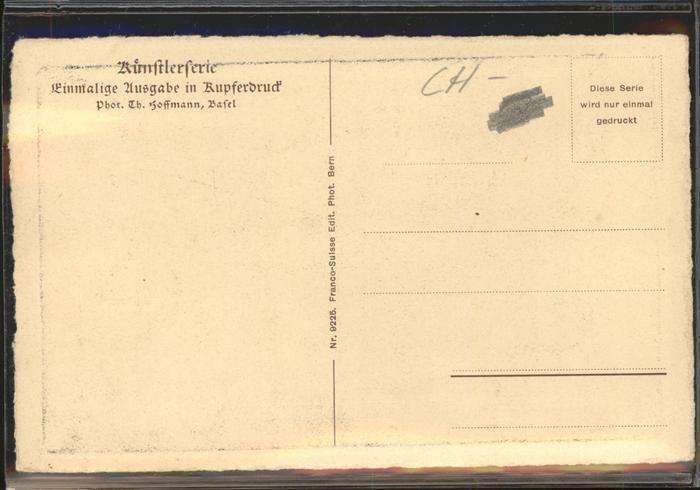 Künstlerserie
Einmalige Ausgabe in Kupferdruck
Phot. Th. Hoffmann, Basel
Nr. 9225. Franco-Suisse Edit. Phot. Bern
CH-
Diese Serie
wird nur einmal
gedruckt